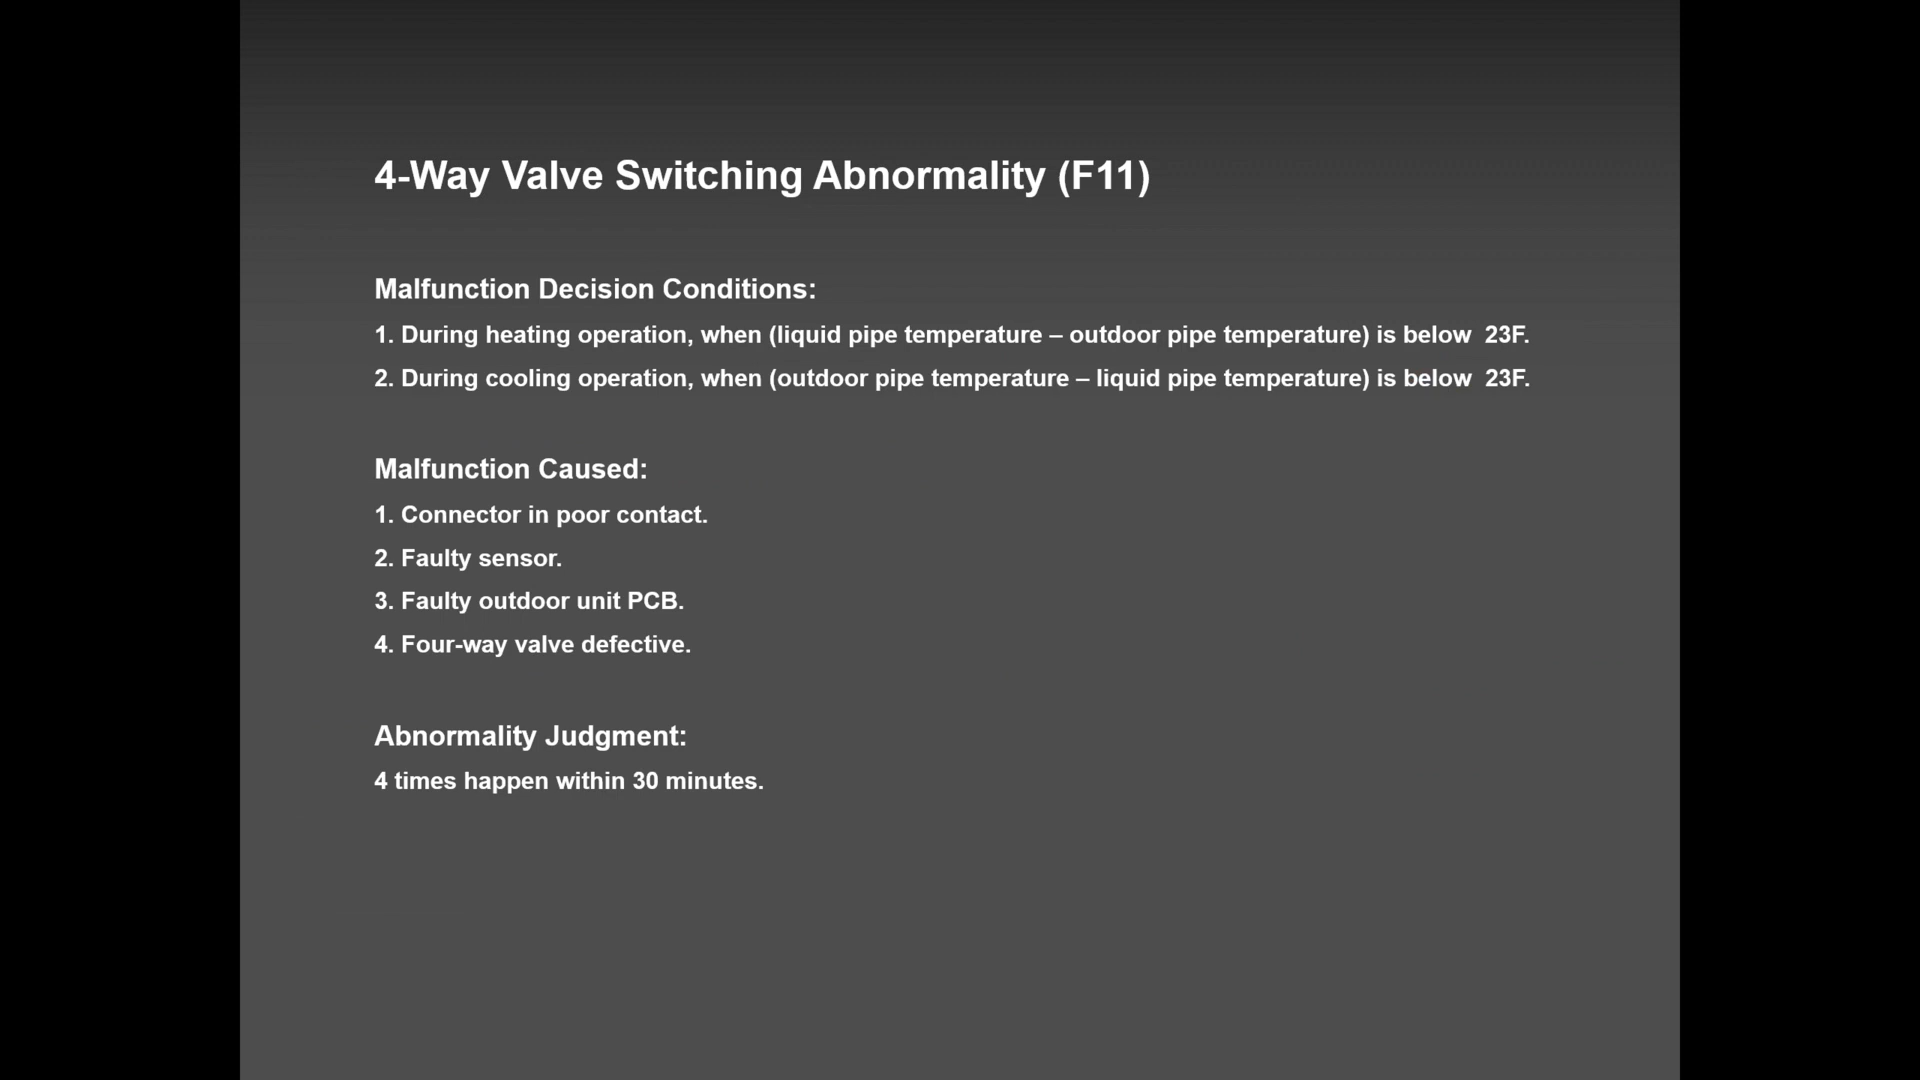 4-Way Valve Switching Abnormality (F11)
Malfunction Decision Conditions:
1. During heating operation, when (liquid pipe temperature – outdoor pipe temperature) is below  23F.
2. During cooling operation, when (outdoor pipe temperature – liquid pipe temperature) is below  23F.
Malfunction Caused:
1. Connector in poor contact.
2. Faulty sensor.
3. Faulty outdoor unit PCB.
4. Four-way valve defective.
Abnormality Judgment:
4 times happen within 30 minutes.